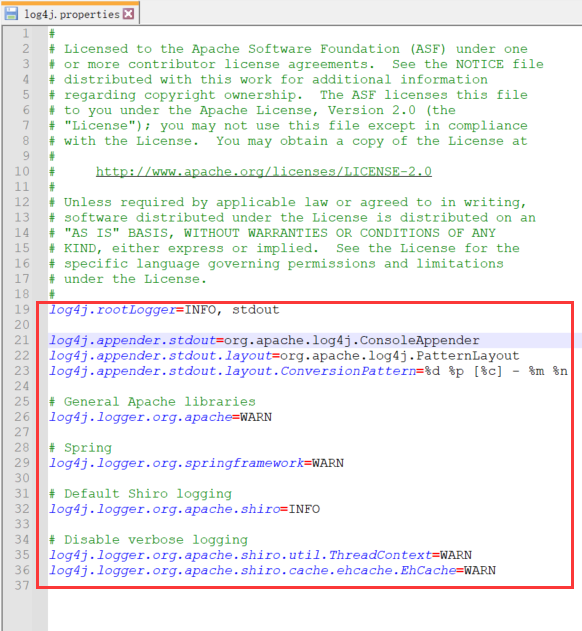 log4j.properties
1 #
2 # Licensed to the Apache Software Foundation (ASF) under one
3 # or more contributor license agreements.  See the NOTICE file
4 # distributed with this work for additional information
5 # regarding copyright ownership.  The ASF licenses this file
6 # to you under the Apache License, Version 2.0 (the
7 # "License"); you may not use this file except in compliance
8 # with the License.  You may obtain a copy of the License at
9 #
10 #     http://www.apache.org/licenses/LICENSE-2.0
11 #
12 # Unless required by applicable law or agreed to in writing,
13 # software distributed under the License is distributed on an
14 # "AS IS" BASIS, WITHOUT WARRANTIES OR CONDITIONS OF ANY
15 # KIND, either express or implied.  See the License for the
16 # specific language governing permissions and limitations
17 # under the License.
18 #
19 log4j.rootLogger=INFO, stdout
20
21 log4j.appender.stdout=org.apache.log4j.ConsoleAppender
22 log4j.appender.stdout.layout=org.apache.log4j.PatternLayout
23 log4j.appender.stdout.layout.ConversionPattern=%d %p [%c] - %m %n
24
25 # General Apache libraries
26 log4j.logger.org.apache=WARN
27
28 # Spring
29 log4j.logger.org.springframework=WARN
30
31 # Default Shiro logging
32 log4j.logger.org.apache.shiro=INFO
33
34 # Disable verbose logging
35 log4j.logger.org.apache.shiro.util.ThreadContext=WARN
36 log4j.logger.org.apache.shiro.cache.ehcache.EhCache=WARN
37